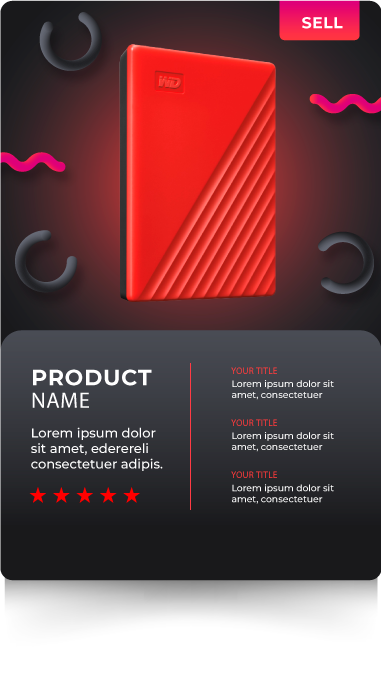 SELL
WD
PRODUCT
NAME
Lorem ipsum dolor
sit amet, ederereli
consectetuer adipis.
YOUR TITLE
Lorem ipsum dolor sit
amet, consectetuer
YOUR TITLE
Lorem ipsum dolor sit
amet, consectetuer
YOUR TITLE
Lorem ipsum dolor sit
amet, consectetuer